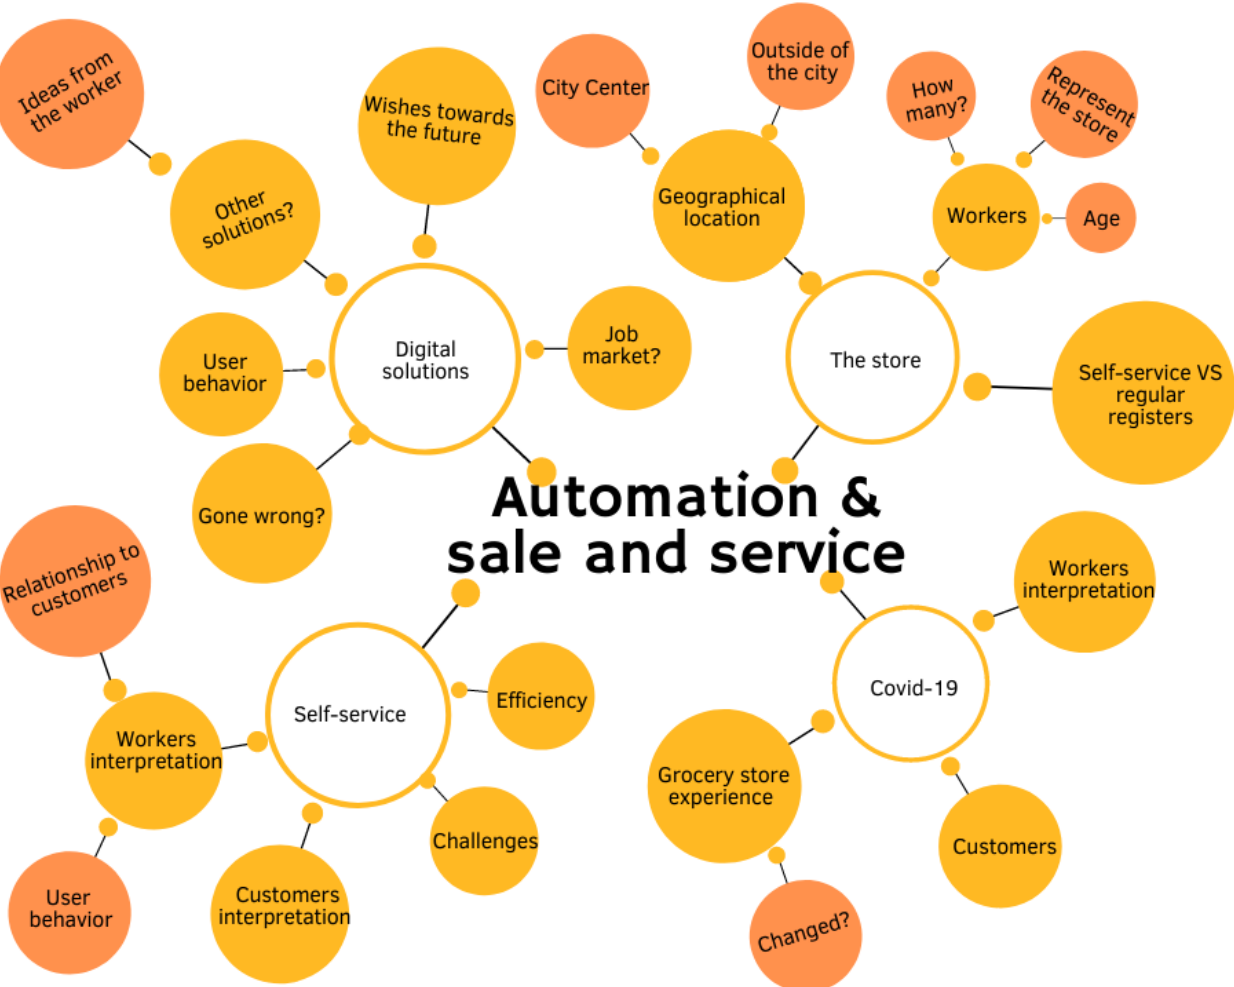 Ideas from
the worker
Wishes towards
the future
City Center
Outside of
the city
How
many?
Represent
the store
Other
solutions?
Geographical
location
Workers
Age
User
behavior
Digital
solutions
Job
market?
The store
Self-service VS
regular
registers
Gone wrong?
Automation &
sale and service
Relationship to
customers
Workers
interpretation
Self-service
Efficiency
Covid-19
Workers
interpretation
Grocery store
experience
Challenges
Customers
User
behavior
Customers
interpretation
Changed?